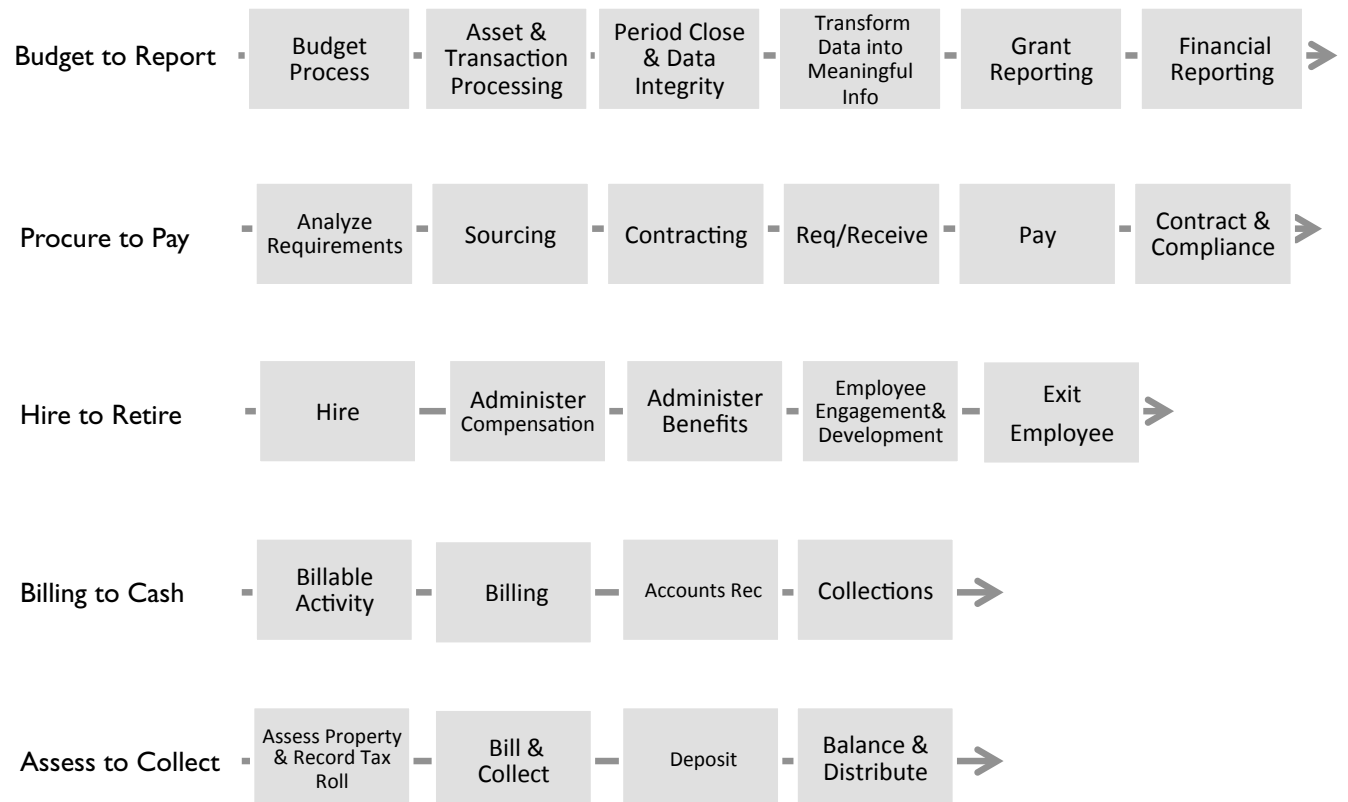 Budget to Report
Budget
Process
Asset &
Transaction
Processing
Period Close
& Data
Integrity
Transform
Data into
Meaningful
Info
Grant
Reporting
Financial
Reporting
Procure to Pay
Analyze
Requirements
Sourcing
Contracting
Req/Receive
Pay
Contract &
Compliance
Hire to Retire
Hire
Administer
Compensation
Administer
Benefits
Employee
Engagement&
Development
Exit
Employee
Billing to Cash
Billable
Activity
Billing
Accounts Rec
Collections
Assess to Collect
Assess Property
& Record Tax
Roll
Bill &
Collect
Deposit
Balance &
Distribute